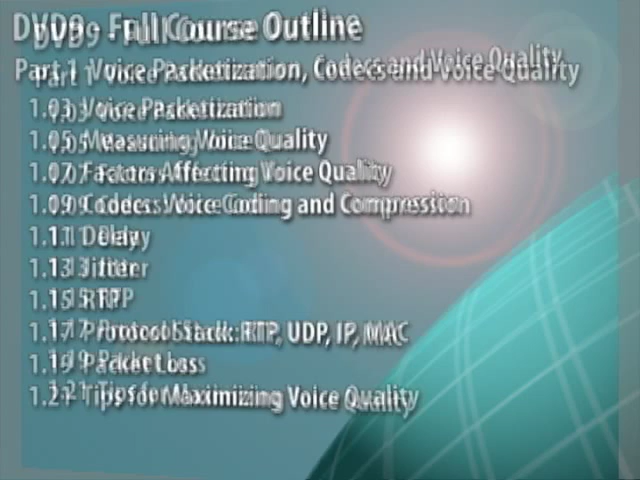 DVD9 - Full Course Outline
Part 1 Voice Packetization, Codecs and Voice Quality
1.03 Voice Packetization
1.05 Measuring Voice Quality
1.07 Factors Affecting Voice Quality
1.09 Codecs: Voice Coding and Compression
1.11 Delay
1.13 Jitter
1.15 RTP
1.17 Protocol Stack: RTP, UDP, IP, MAC
1.19 Packet Loss
1.21 Tips for Maximizing Voice Quality